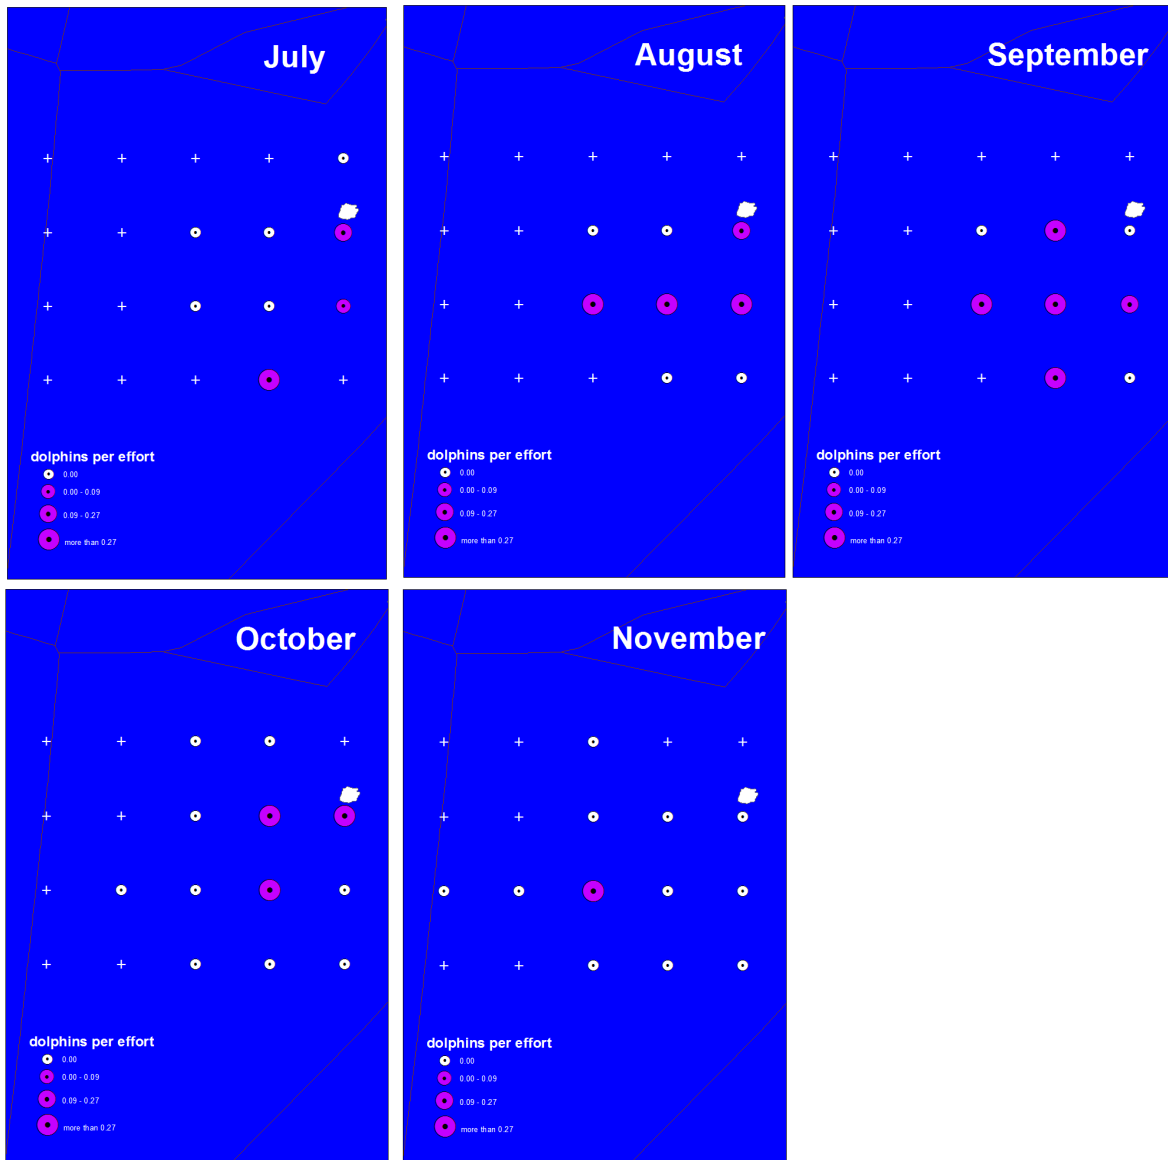 July
dolphins per effort
0.00
0.00 - 0.09
0.09 - 0.27
more than 0.27
August
dolphins per effort
0.00
0.00 - 0.09
0.09 - 0.27
more than 0.27
September
dolphins per effort
0.00
0.00 - 0.09
0.09 - 0.27
more than 0.27
October
dolphins per effort
0.00
0.00 - 0.09
0.09 - 0.27
more than 0.27
November
dolphins per effort
0.00
0.00 - 0.09
0.09 - 0.27
more than 0.27